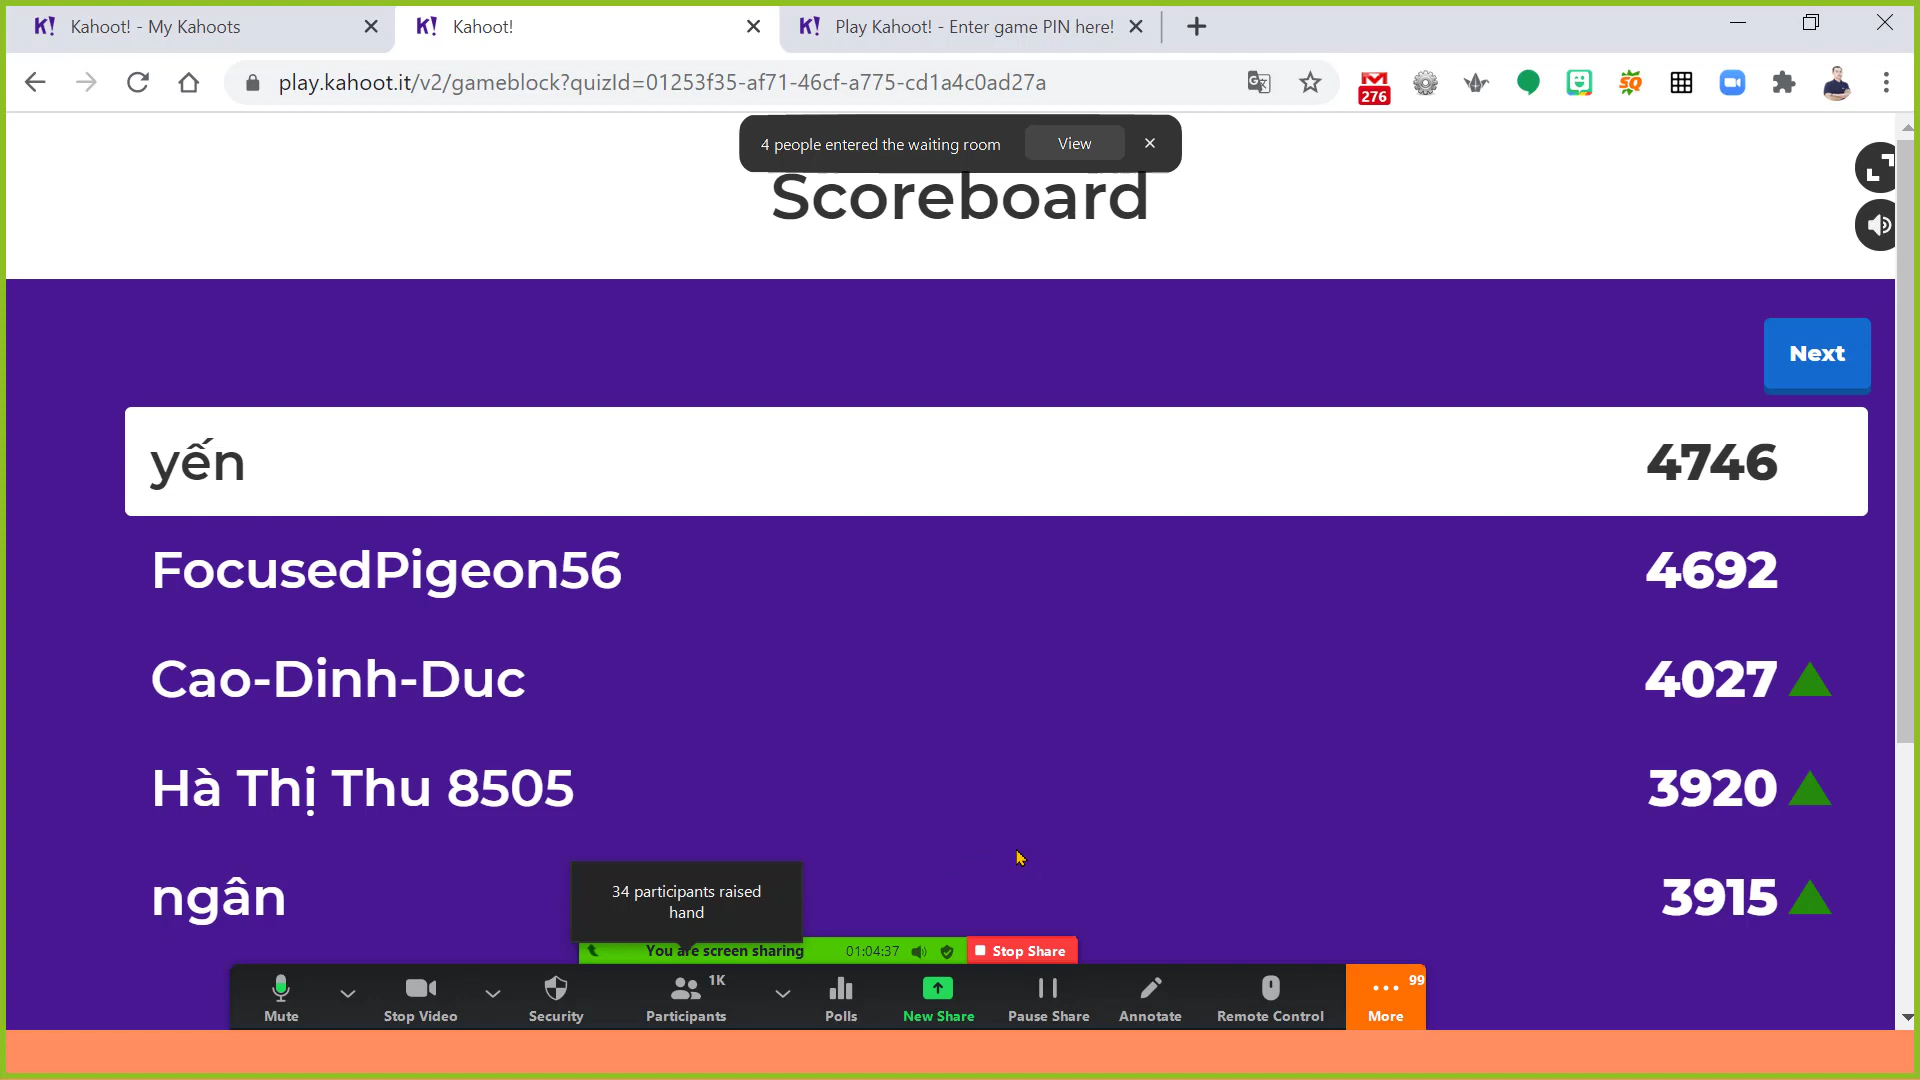 K! Kahoot! - My Kahoots
K! Kahoot!
K! Play Kahoot! - Enter game PIN here!
play.kahoot.it/v2/gameblock?quizId=01253f35-af71-46cf-a775-cd1a4c0ad27a
276
SQ
4 people entered the waiting room View
Scoreboard
Next
yến 4746
FocusedPigeon56 4692
Cao-Dinh-Duc 4027
Hà Thị Thu 8505 3920
ngân 3915
34 participants raised
hand
You are screen sharing 01:04:37 Stop Share
1K
99
Mute Stop Video Security Participants Polls New Share Pause Share Annotate Remote Control More